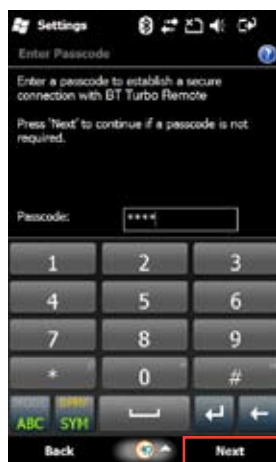 Settings
Enter Passcode
Enter a passcode to establish a secure
connection with BT Turbo Remote
Press 'Next' to continue if a passcode is not
required.
Passcode: ****
1 2 3
4 5 6
7 8 9
* 0 #
ABC SYM
Back Next